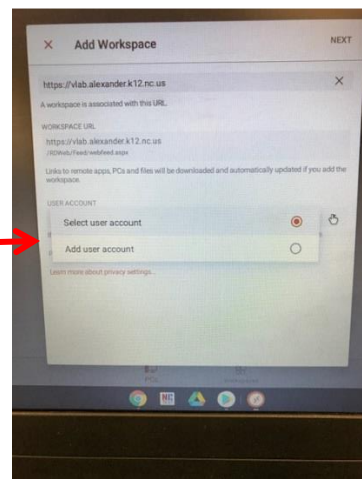 × Add Workspace NEXT
https://vlab.alexander.k12.nc.us ×
A workspace is associated with this URL.
WORKSPACE URL
https://vlab.alexander.k12.nc.us
/RDWeb/Feed/webfeed.aspx
Links to remote apps, PCs and files will be downloaded and automatically updated if you add the
workspace.
USER ACCOUNT
Select user account
Add user account
Learn more about privacy settings...
PCs
NC